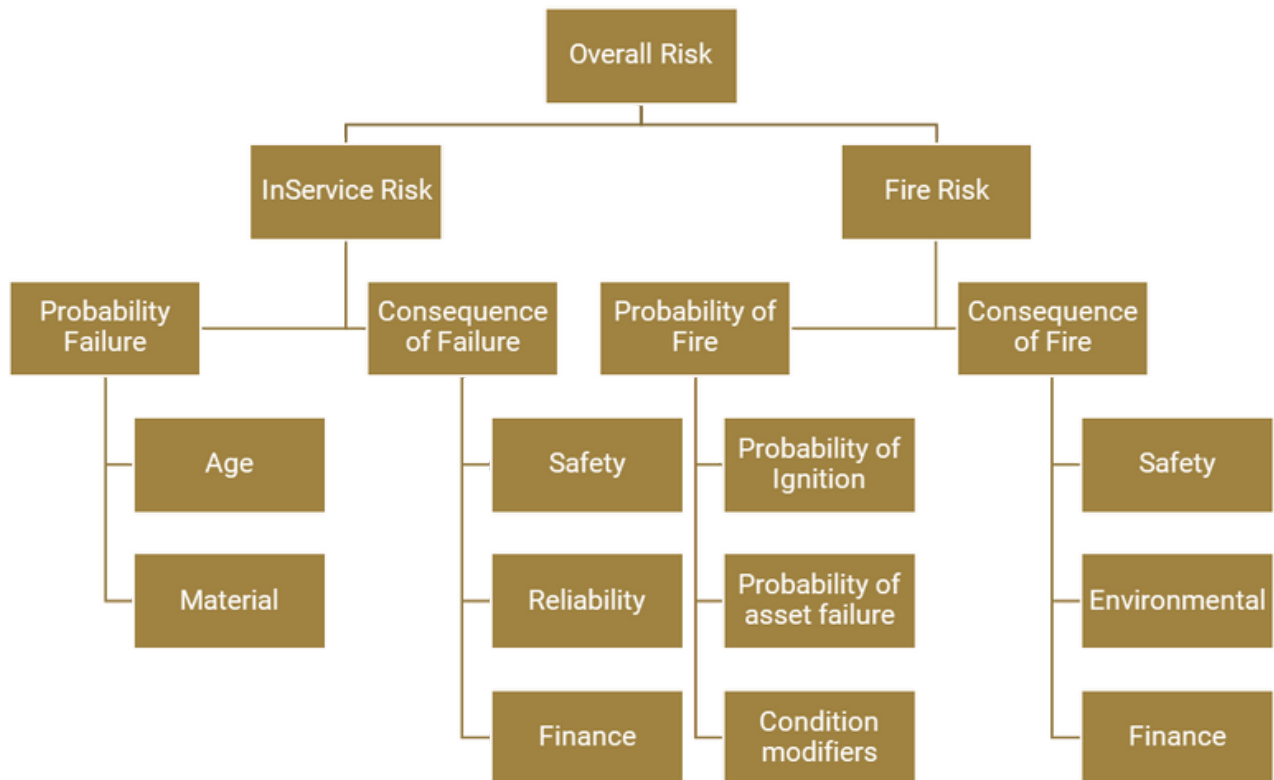 Overall Risk
InService Risk
Fire Risk
Probability
Failure
Consequence
of Failure
Probability of
Fire
Consequence
of Fire
Age
Material
Safety
Reliability
Finance
Probability of
Ignition
Probability of
asset failure
Condition
modifiers
Safety
Environmental
Finance